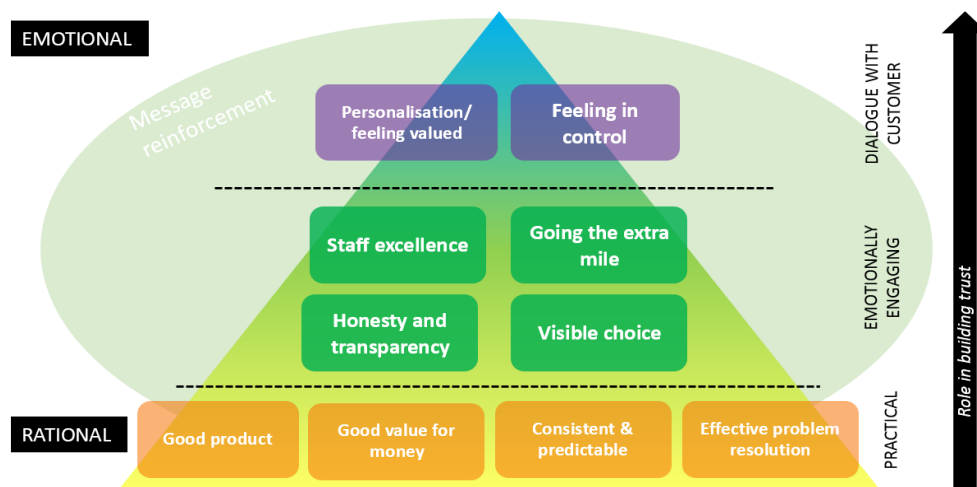 EMOTIONAL
Message
reinforcement
Personalisation/
feeling valued
Feeling in
control
DIALOGUE WITH
CUSTOMER
Staff excellence
Going the extra
mile
Honesty and
transparency
Visible choice
EMOTIONALLY
ENGAGING
RATIONAL
Good product
Good value for
money
Consistent &
predictable
Effective problem
resolution
PRACTICAL
Role in building trust